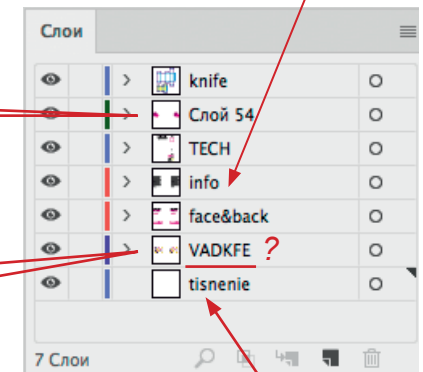 Слои
knife
Слой 54
TECH
info
face&back
VADKFE ?
tisnenie
7 Слои